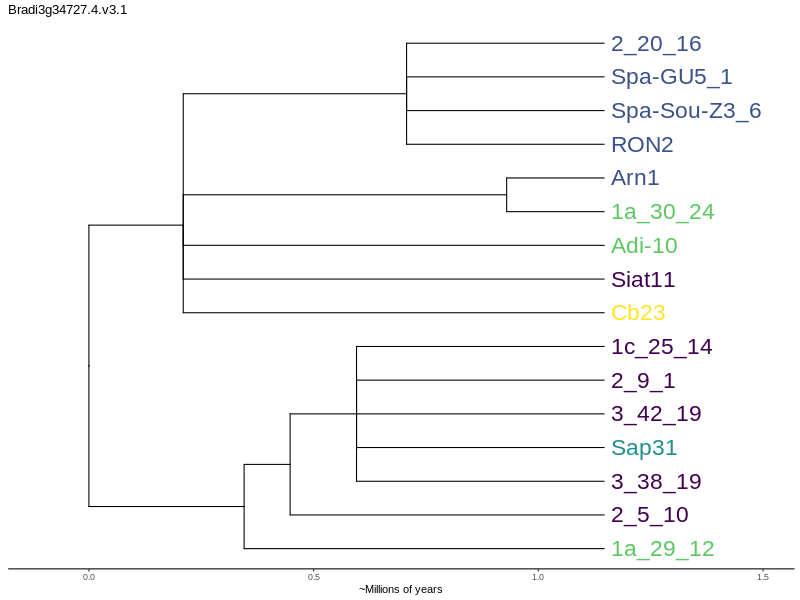 Bradi3g34727.4.v3.1
2_20_16
Spa-GU5_1
Spa-Sou-Z3_6
RON2
Arn1
1a_30_24
Adi-10
Siat11
Cb23
1c_25_14
2_9_1
3_42_19
Sap31
3_38_19
2_5_10
1a_29_12
0.0 0.5 1.0 1.5
~Millions of years